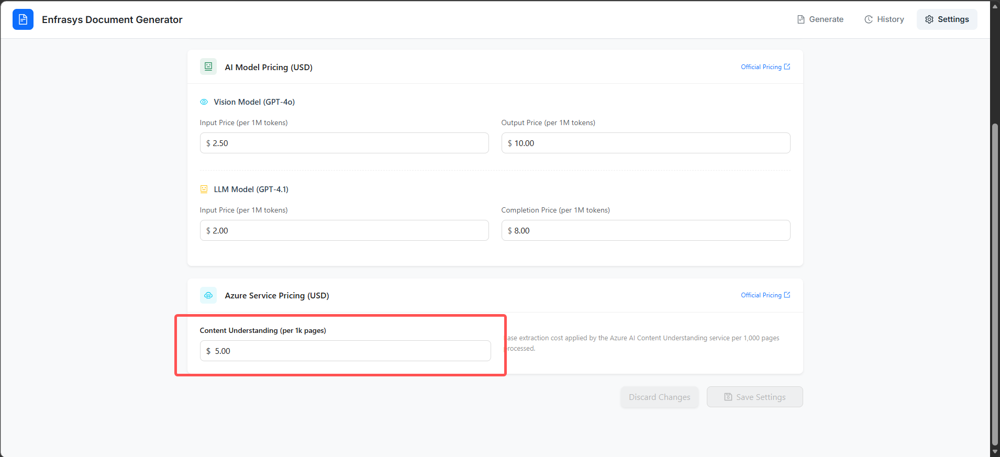 Enfrasys Document Generator
Generate
History
Settings
AI Model Pricing (USD)
Official Pricing
Vision Model (GPT-4o)
Input Price (per 1M tokens)
Output Price (per 1M tokens)
$ 2.50
$ 10.00
LLM Model (GPT-4.1)
Input Price (per 1M tokens)
Completion Price (per 1M tokens)
$ 2.00
$ 8.00
Azure Service Pricing (USD)
Official Pricing
Content Understanding (per 1k pages)
$ 5.00
ase extraction cost applied by the Azure AI Content Understanding service per 1,000 pages
rocessed.
Discard Changes
Save Settings